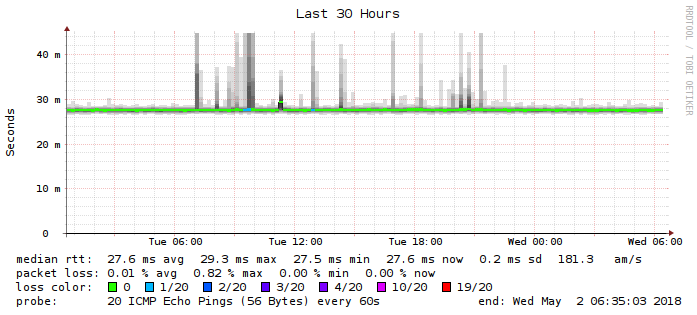 Last 30 Hours
RRDTOOL / TOBI OETIKER
Seconds
40 m
30 m
20 m
10 m
0
Tue 06:00 Tue 12:00 Tue 18:00 Wed 00:00 Wed 06:00
median rtt: 27.6 ms avg 29.3 ms max 27.5 ms min 27.6 ms now 0.2 ms sd 181.3 am/s
packet loss: 0.01 % avg 0.82 % max 0.00 % min 0.00 % now
loss color: 0 1/20 2/20 3/20 4/20 10/20 19/20
probe: 20 ICMP Echo Pings (56 Bytes) every 60s end: Wed May 2 06:35:03 2018